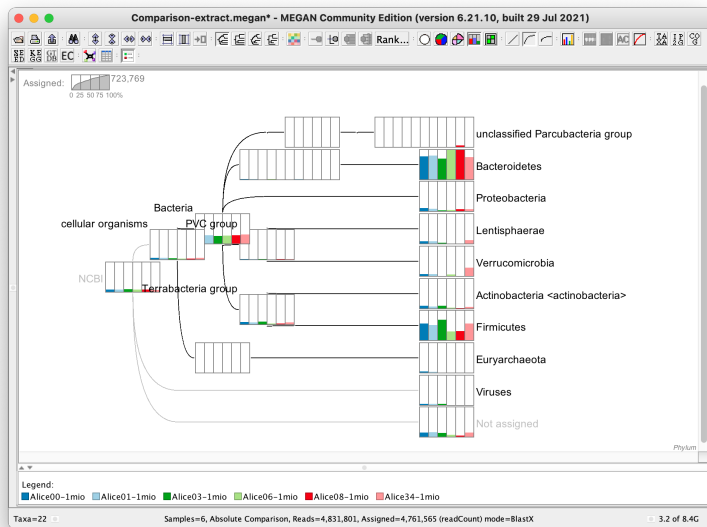 Comparison-extract.megan* - MEGAN Community Edition (version 6.21.10, built 29 Jul 2021)
Rank...
EC
Assigned:
723,769
0 25 50 75 100%
unclassified Parcubacteria group
Bacteroidetes
Proteobacteria
Bacteria
cellular organisms
PVC group
Lentisphaerae
Verrucomicrobia
NCBI
Terrabacteria group
Actinobacteria <actinobacteria>
Firmicutes
Euryarchaeota
Viruses
Not assigned
Phylum
Legend:
Alice00-1mio Alice01-1mio Alice03-1mio Alice06-1mio Alice08-1mio Alice34-1mio
Taxa=22 Samples=6, Absolute Comparison, Reads=4,831,801, Assigned=4,761,565 (readCount) mode=BlastX 3.2 of 8.4G